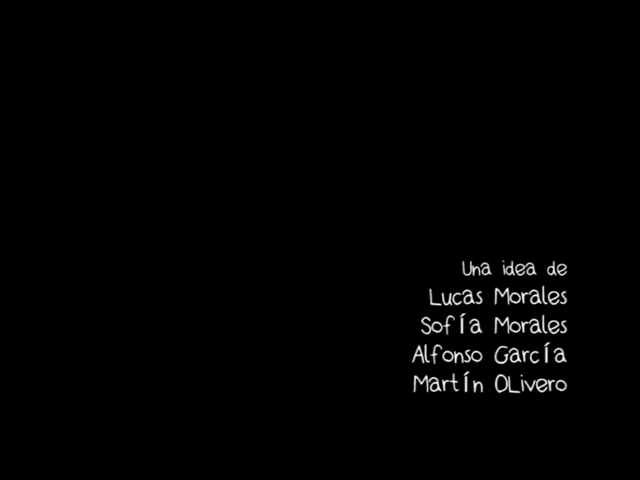 Una idea de
Lucas Morales
Sofía Morales
Alfonso García
Martín OLivero